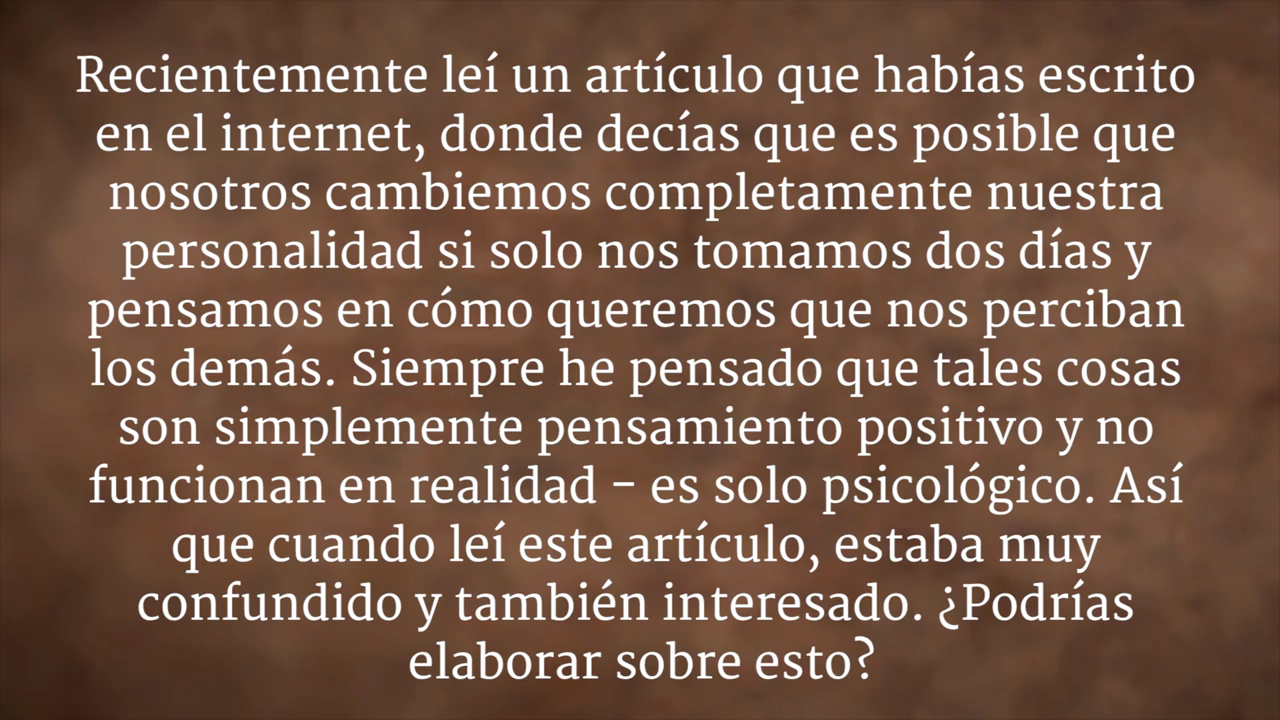 Recientemente leí un artículo que habías escrito
en el internet, donde decías que es posible que
nosotros cambiemos completamente nuestra
personalidad si solo nos tomamos dos días y
pensamos en cómo queremos que nos perciban
los demás. Siempre he pensado que tales cosas
son simplemente pensamiento positivo y no
funcionan en realidad - es solo psicológico. Así
que cuando leí este artículo, estaba muy
confundido y también interesado. ¿Podrías
elaborar sobre esto?